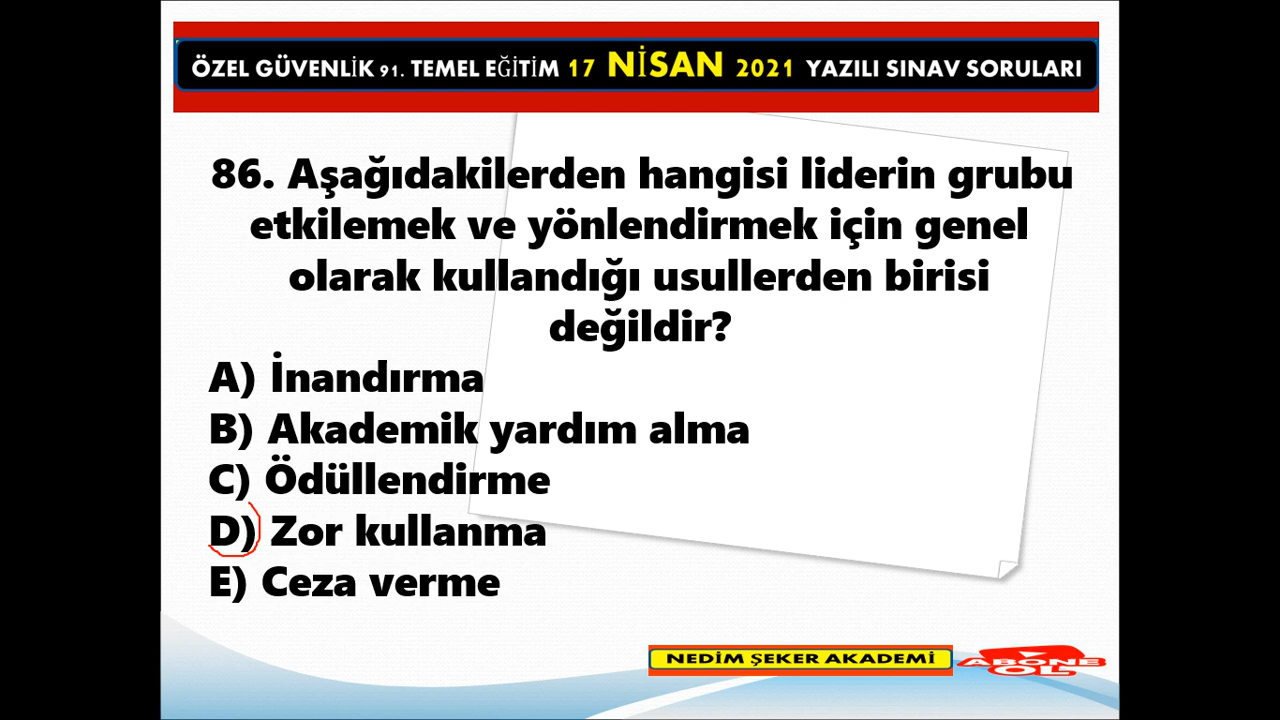 ÖZEL GÜVENLİK 91. TEMEL EĞİTİM 17 NİSAN 2021 YAZILI SINAV SORULARI
86. Aşağıdakilerden hangisi liderin grubu
etkilemek ve yönlendirmek için genel
olarak kullandığı usullerden birisi
değildir?
A) İnandırma
B) Akademik yardım alma
C) Ödüllendirme
D) Zor kullanma
E) Ceza verme
NEDİM ŞEKER AKADEMİ
ABONE
OL